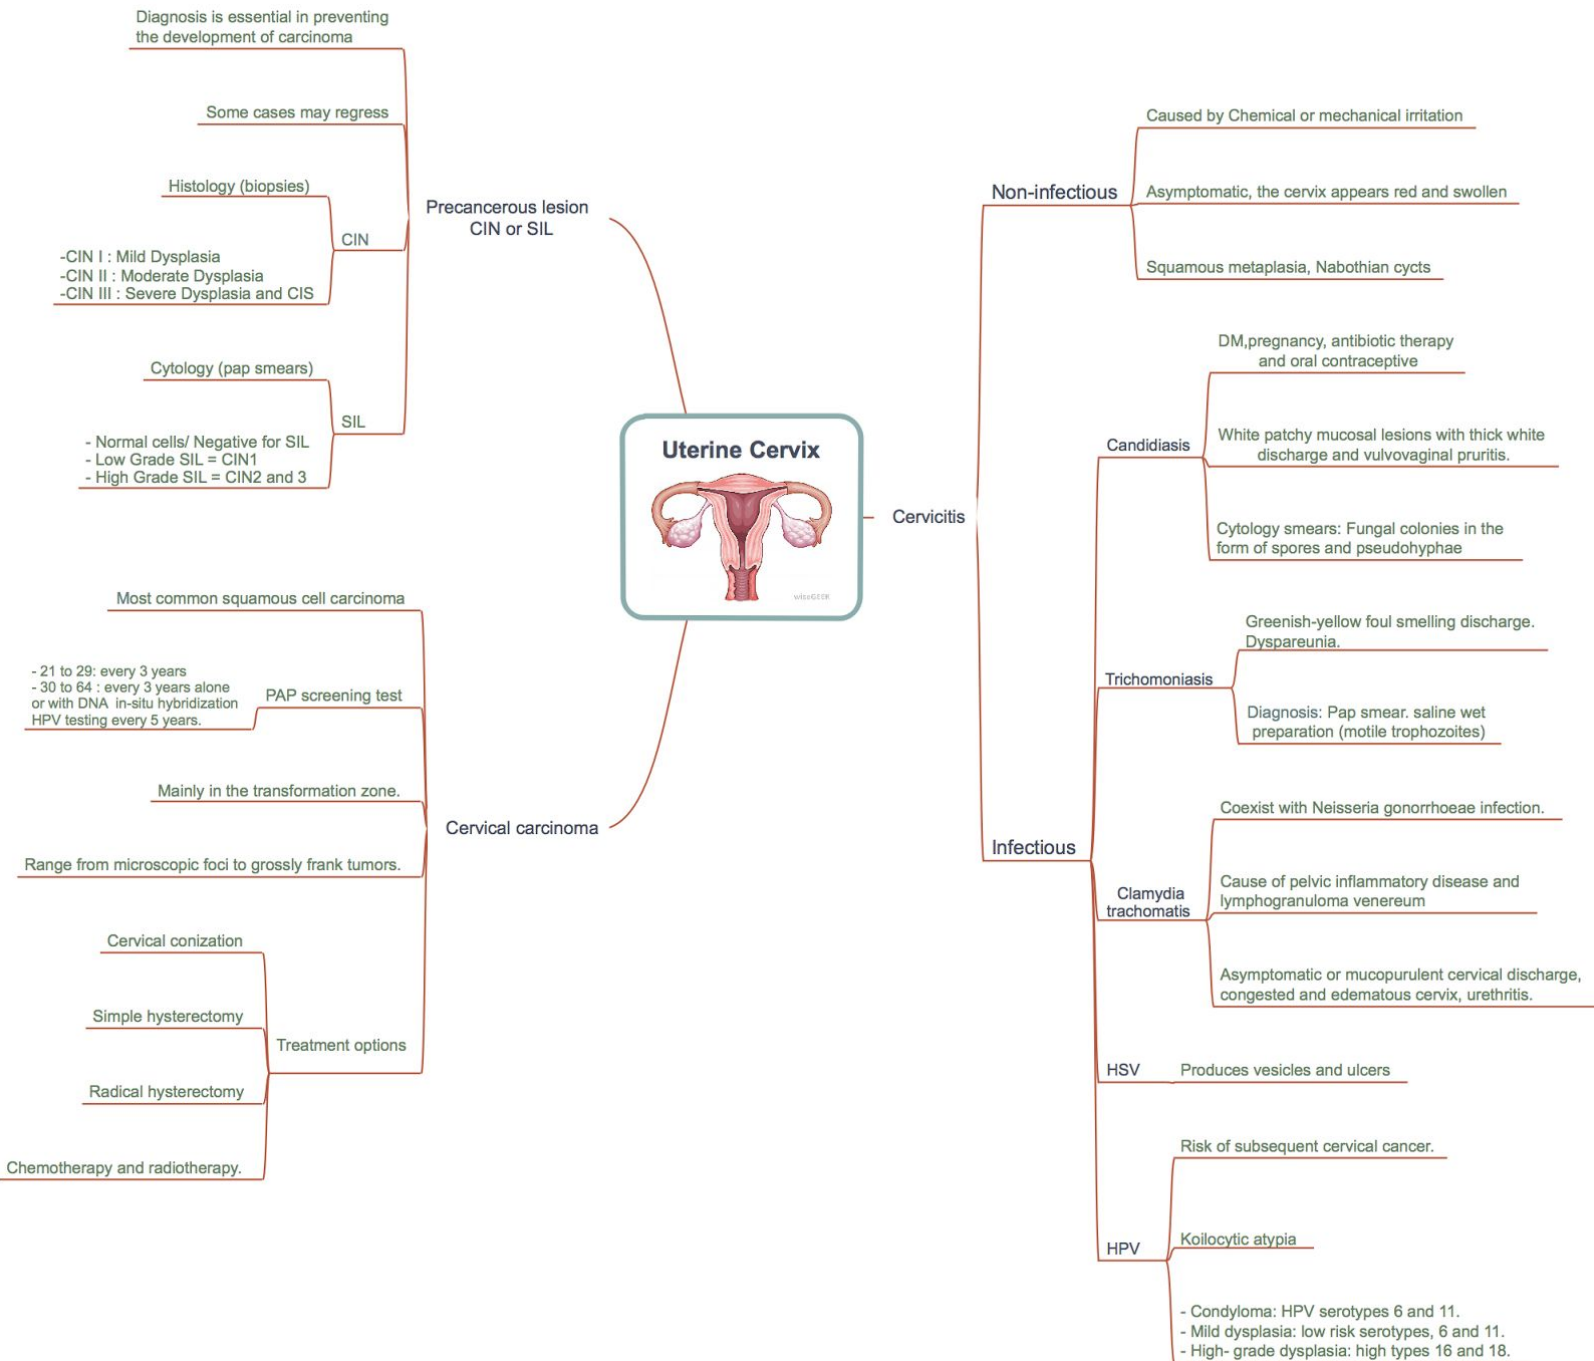 Uterine Cervix
wiseGEEK
Precancerous lesion
CIN or SIL
Diagnosis is essential in preventing
the development of carcinoma
Some cases may regress
CIN
Histology (biopsies)
-CIN I : Mild Dysplasia
-CIN II : Moderate Dysplasia
-CIN III : Severe Dysplasia and CIS
SIL
Cytology (pap smears)
- Normal cells/ Negative for SIL
- Low Grade SIL = CIN1
- High Grade SIL = CIN2 and 3
Cervical carcinoma
Most common squamous cell carcinoma
PAP screening test
- 21 to 29: every 3 years
- 30 to 64 : every 3 years alone
or with DNA in-situ hybridization
HPV testing every 5 years.
Mainly in the transformation zone.
Range from microscopic foci to grossly frank tumors.
Treatment options
Cervical conization
Simple hysterectomy
Radical hysterectomy
Chemotherapy and radiotherapy.
Cervicitis
Non-infectious
Caused by Chemical or mechanical irritation
Asymptomatic, the cervix appears red and swollen
Squamous metaplasia, Nabothian cycts
Infectious
Candidiasis
DM,pregnancy, antibiotic therapy
and oral contraceptive
White patchy mucosal lesions with thick white
discharge and vulvovaginal pruritis.
Cytology smears: Fungal colonies in the
form of spores and pseudohyphae
Trichomoniasis
Greenish-yellow foul smelling discharge.
Dyspareunia.
Diagnosis: Pap smear. saline wet
preparation (motile trophozoites)
Clamydia
trachomatis
Coexist with Neisseria gonorrhoeae infection.
Cause of pelvic inflammatory disease and
lymphogranuloma venereum
Asymptomatic or mucopurulent cervical discharge,
congested and edematous cervix, urethritis.
HSV
Produces vesicles and ulcers
HPV
Risk of subsequent cervical cancer.
Koilocytic atypia
- Condyloma: HPV serotypes 6 and 11.
- Mild dysplasia: low risk serotypes, 6 and 11.
- High- grade dysplasia: high types 16 and 18.